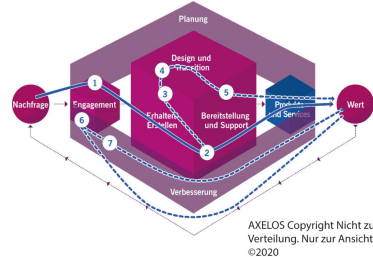 Planung
Design und
Transition
4
5
1
3
Nachfrage
Engagement
Erhalten
Erstellen
Bereitstellung
und Support
Produkte
und Services
Wert
6
2
7
Verbesserung
AXELOS Copyright Nicht zu
Verteilung. Nur zur Ansicht
©2020